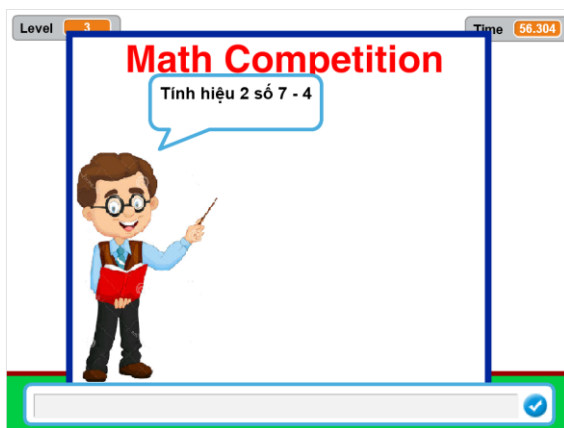 Level 3
Time 56.304
Math Competition
Tính hiệu 2 số 7 - 4